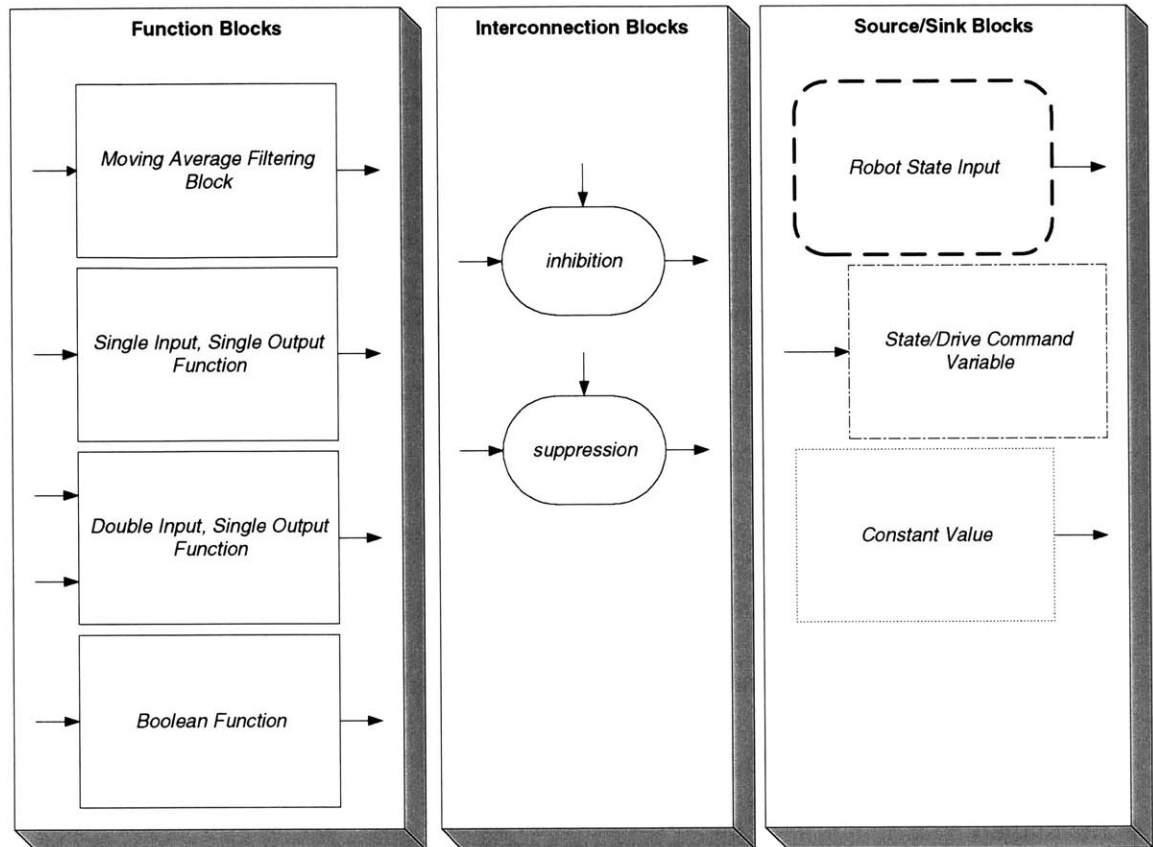 Function Blocks
Moving Average Filtering
Block
Single Input, Single Output
Function
Double Input, Single Output
Function
Boolean Function
Interconnection Blocks
inhibition
suppression
Source/Sink Blocks
Robot State Input
State/Drive Command
Variable
Constant Value